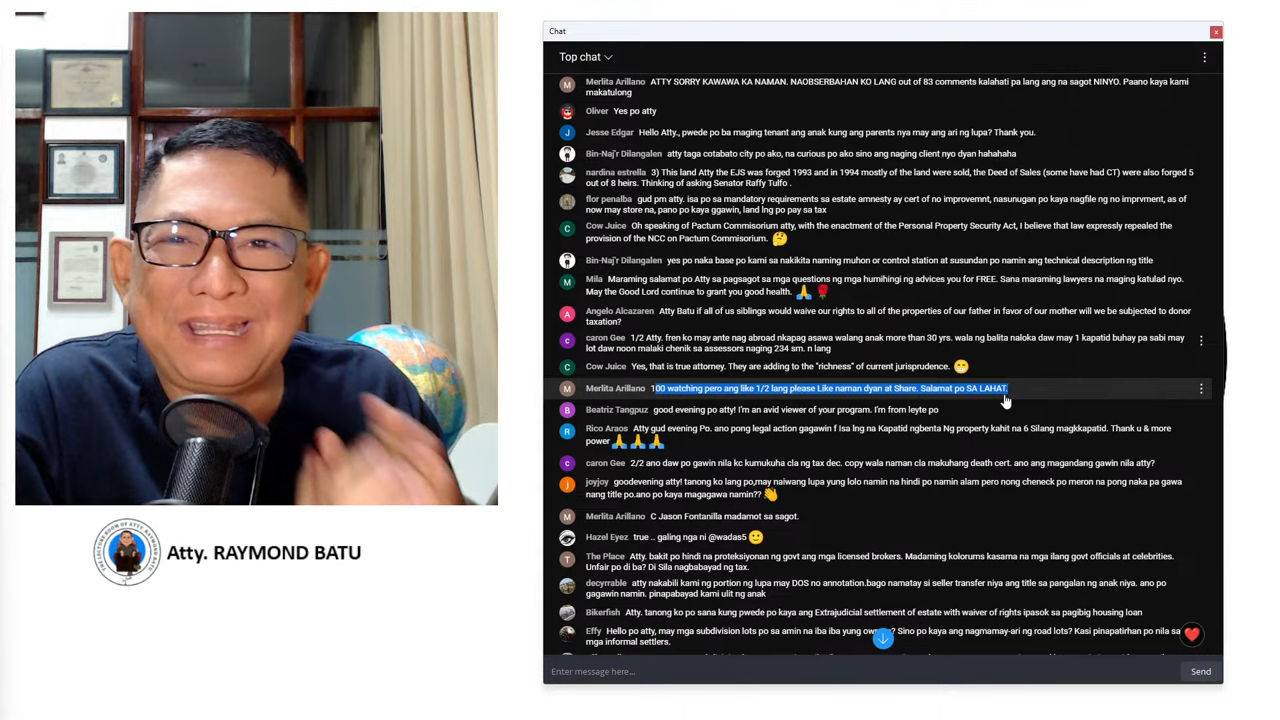 Atty. RAYMOND BATU
Chat
x
Top chat
M Merlita Arillano ATTY SORRY KAWAWA KA NAMAN. NAOBSERBAHAN KO LANG out of 83 comments kalahati pa lang ang na sagot NINYO. Paano kaya kami
makatulong
Oliver Yes po atty
J Jesse Edgar Hello Atty., pwede po ba maging tenant ang anak kung ang parents nya may ang ari ng lupa? Thank you.
Bin-Naj'r Dilangalen atty taga cotabato city po ako, na curious po ako sino ang naging client nyo dyan hahahaha
nardina estrella 3) This land Atty the EJS was forged 1993 and in 1994 mostly of the land were sold, the Deed of Sales (some have had CT) were also forged 5
out of 8 heirs. Thinking of asking Senator Raffy Tulfo .
flor penalba gud pm atty. isa po sa mandatory requirements sa estate amnesty ay cert of no improvemnt, nasunugan po kaya nagfile ng no imprvment, as of
now may store na, pano po kaya ggawin, land lng po pay sa tax
C Cow Juice Oh speaking of Pactum Commisorium atty, with the enactment of the Personal Property Security Act, I believe that law expressly repealed the
provision of the NCC on Pactum Commisorium. 🤔
Bin-Naj'r Dilangalen yes po naka base po kami sa nakikita naming muhon or control station at susundan po namin ang technical description ng title
M Mila Maraming salamat po Atty sa pagsagot sa mga questions ng mga humihingi ng advices you for FREE. Sana maraming lawyers na maging katulad nyo.
May the Good Lord continue to grant you good health. 🙏 🌹
A Angelo Alcazaren Atty Batu if all of us siblings would waive our rights to all of the properties of our father in favor of our mother will we be subjected to donor
taxation?
c caron Gee 1/2 Atty. fren ko may ante nag abroad nkapag asawa walang anak more than 30 yrs. wala ng balita naloka daw may 1 kapatid buhay pa sabi may
lot daw noon malaki chenik sa assessors naging 234 sm. n lang
C Cow Juice Yes, that is true attorney. They are adding to the "richness" of current jurisprudence. 😁
M Merlita Arillano 100 watching pero ang like 1/2 lang please Like naman dyan at Share. Salamat po SA LAHAT.
B Beatriz Tangpuz good evening po atty! I'm an avid viewer of your program. I'm from leyte po
R Rico Araos Atty gud evening Po. ano pong legal action gagawin f Isa lng na Kapatid ngbenta Ng property kahit na 6 Silang magkkapatid. Thank u & more
power 🙏🙏🙏
c caron Gee 2/2 ano daw po gawin nila kc kumukuha cla ng tax dec. copy wala naman cla makuhang death cert. ano ang magandang gawin nila atty?
j joyjoy goodevening atty! tanong ko lang po,may naiwang lupa yung lolo namin na hindi po namin alam pero nong cheneck po meron na pong naka pa gawa
nang title po.ano po kaya magagawa namin?? 👋
M Merlita Arillano C Jason Fontanilla madamot sa sagot.
Hazel Eyez true .. galing nga ni @wadas5 🙂
T The Place Atty. bakit po hindi na proteksiyonan ng govt ang mga licensed brokers. Madaming kolorums kasama na mga ilang govt officials at celebrities.
Unfair po di ba? Di Sila nagbabayad ng tax.
decyrrable atty nakabili kami ng portion ng lupa may DOS no annotation.bago namatay si seller transfer niya ang title sa pangalan ng anak niya. ano po
gagawin namin. pinapabayad kami ulit ng anak
Bikerfish Atty. tanong ko po sana kung pwede po kaya ang Extrajudicial settlement of estate with waiver of rights ipasok sa pagibig housing loan
Effy Hello po atty, may mga subdivision lots po sa amin na iba iba yung Sino po kaya ang nagmamay-ari ng road lots? Kasi pinapatirhan po nila sa
mga informal settlers.
Enter message here...
Send